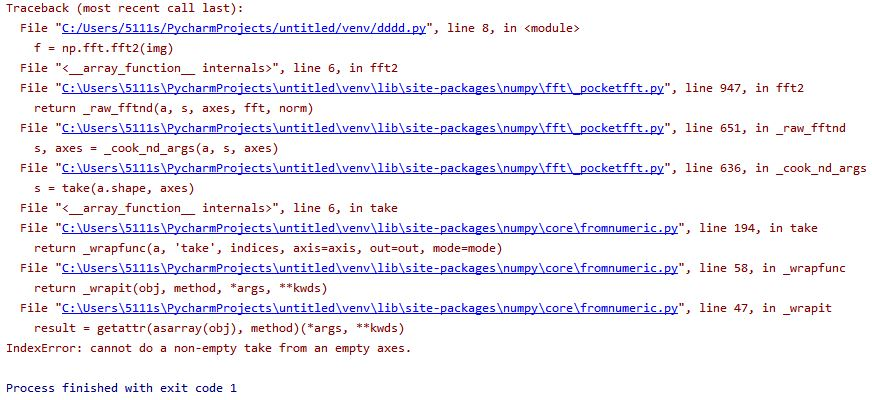 Traceback (most recent call last):
  File "C:/Users/5111s/PycharmProjects/untitled/venv/dddd.py", line 8, in <module>
    f = np.fft.fft2(img)
  File "<__array_function__ internals>", line 6, in fft2
  File "C:\Users\5111s\PycharmProjects\untitled\venv\lib\site-packages\numpy\fft\_pocketfft.py", line 947, in fft2
    return _raw_fftnd(a, s, axes, fft, norm)
  File "C:\Users\5111s\PycharmProjects\untitled\venv\lib\site-packages\numpy\fft\_pocketfft.py", line 651, in _raw_fftnd
    s, axes = _cook_nd_args(a, s, axes)
  File "C:\Users\5111s\PycharmProjects\untitled\venv\lib\site-packages\numpy\fft\_pocketfft.py", line 636, in _cook_nd_args
    s = take(a.shape, axes)
  File "<__array_function__ internals>", line 6, in take
  File "C:\Users\5111s\PycharmProjects\untitled\venv\lib\site-packages\numpy\core\fromnumeric.py", line 194, in take
    return _wrapfunc(a, 'take', indices, axis=axis, out=out, mode=mode)
  File "C:\Users\5111s\PycharmProjects\untitled\venv\lib\site-packages\numpy\core\fromnumeric.py", line 58, in _wrapfunc
    return _wrapit(obj, method, *args, **kwds)
  File "C:\Users\5111s\PycharmProjects\untitled\venv\lib\site-packages\numpy\core\fromnumeric.py", line 47, in _wrapit
    result = getattr(asarray(obj), method)(*args, **kwds)
IndexError: cannot do a non-empty take from an empty axes.

Process finished with exit code 1